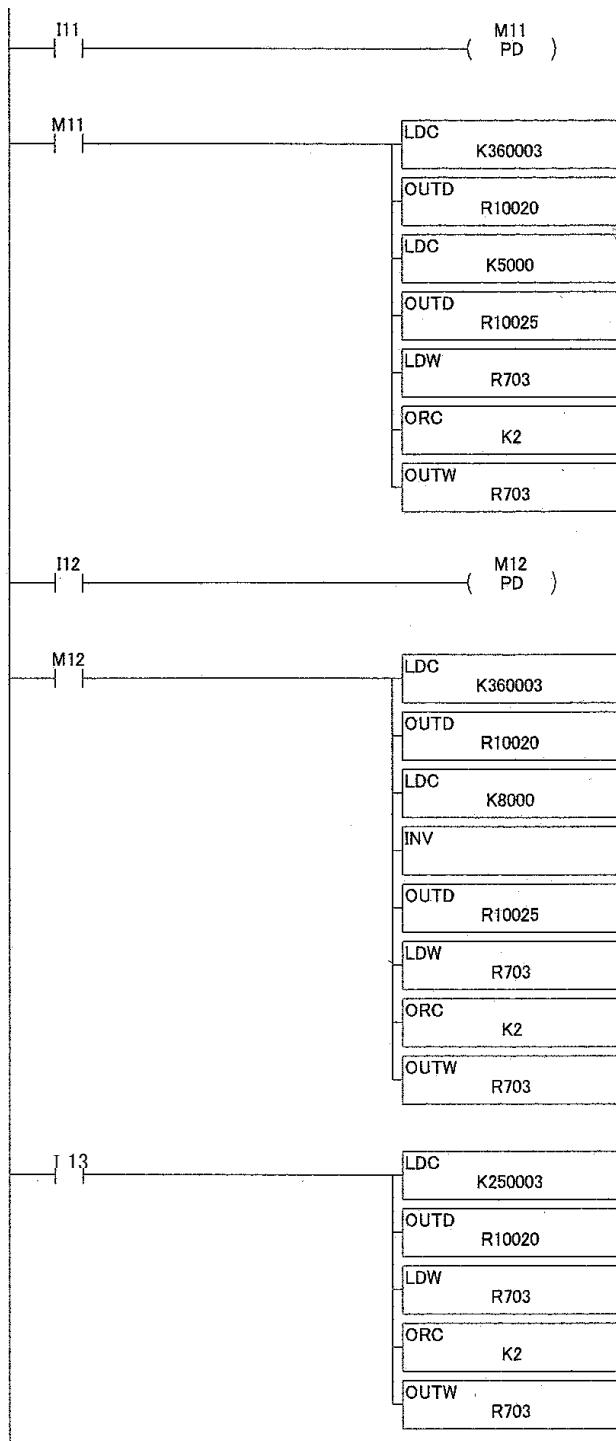 I11
M11
PD
M11
LDC
K360003
OUTD
R10020
LDC
K5000
OUTD
R10025
LDW
R703
ORC
K2
OUTW
R703
I12
M12
PD
M12
LDC
K360003
OUTD
R10020
LDC
K8000
INV
OUTD
R10025
LDW
R703
ORC
K2
OUTW
R703
I 13
LDC
K250003
OUTD
R10020
LDW
R703
ORC
K2
OUTW
R703